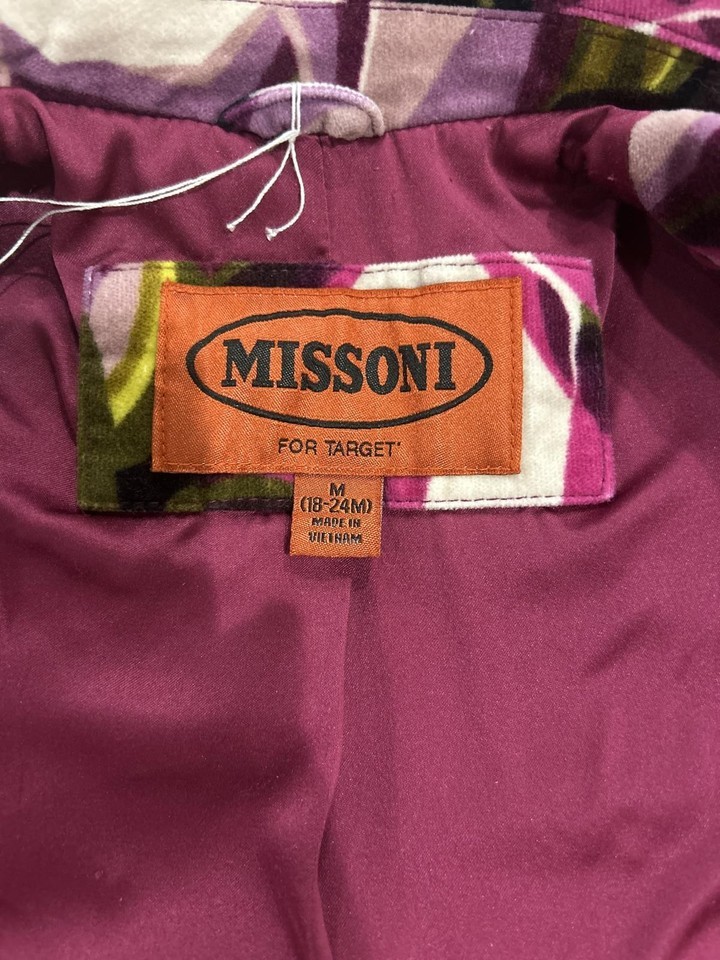 MISSONI
FOR TARGET
M
(18-24M)
MADE IN
VIETNAM